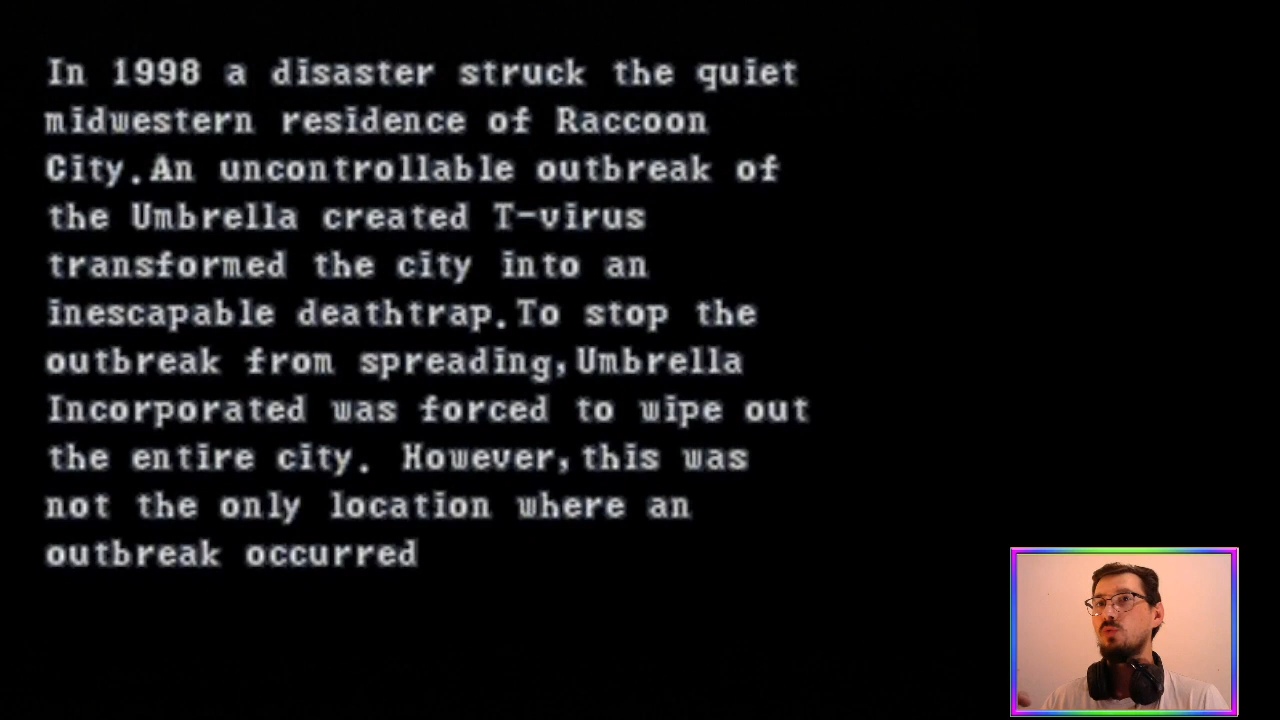 In 1998 a disaster struck the quiet
midwestern residence of Raccoon
City.An uncontrollable outbreak of
the Umbrella created T-virus
transformed the city into an
inescapable deathtrap.To stop the
outbreak from spreading,Umbrella
Incorporated was forced to wipe out
the entire city. However,this was
not the only location where an
outbreak occurred